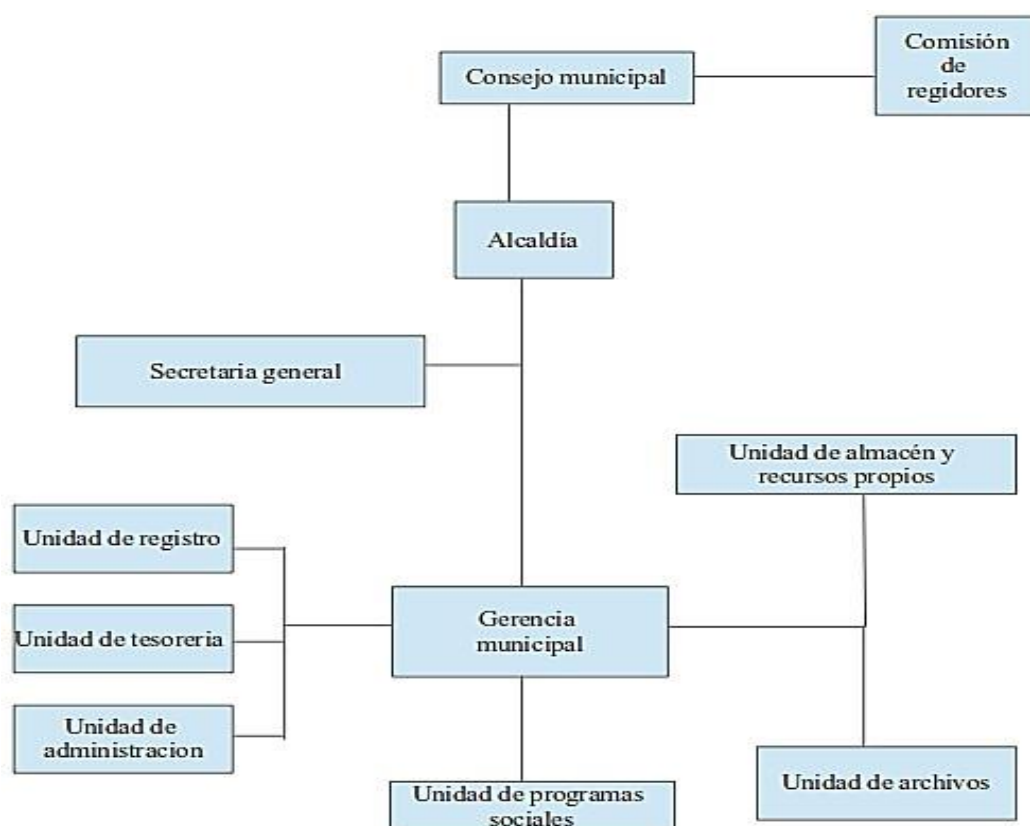 Consejo municipal
Comisión
de
regidores
Alcaldía
Secretaria general
Unidad de almacén y
recursos propios
Unidad de registro
Unidad de tesoreria
Unidad de
administracion
Gerencia
municipal
Unidad de programas
sociales
Unidad de archivos